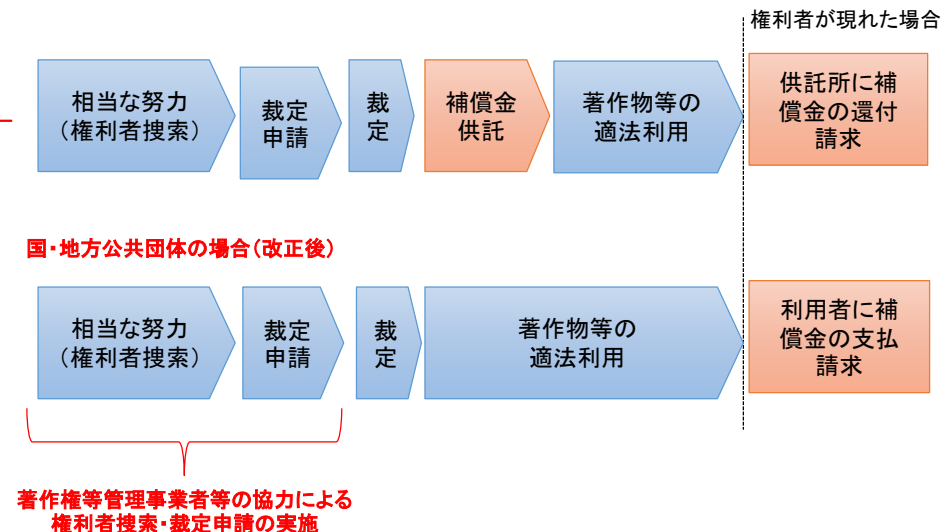 権利者が現れた場合
相当な努力
（権利者捜索）
裁定
申請
裁
定
補償金
供託
著作物等の
適法利用
供託所に補
償金の還付
請求
国・地方公共団体の場合（改正後）
相当な努力
（権利者捜索）
裁定
申請
裁
定
著作物等の
適法利用
利用者に補
償金の支払
請求
著作権等管理事業者等の協力による
権利者捜索・裁定申請の実施